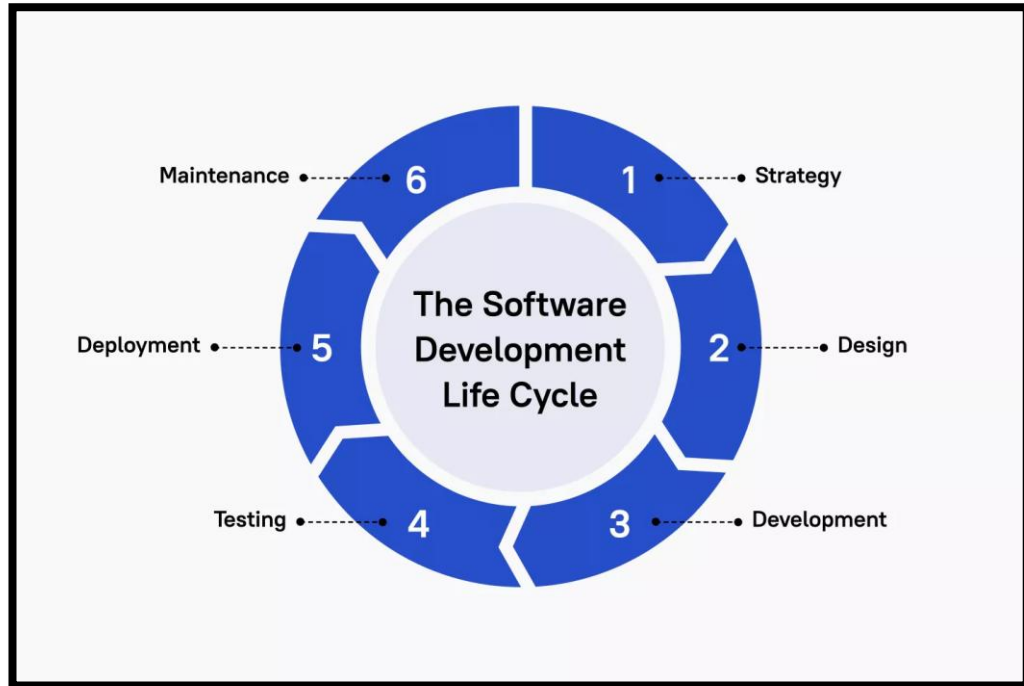 The Software
Development
Life Cycle
1
Strategy
2
Design
3
Development
4
Testing
5
Deployment
6
Maintenance